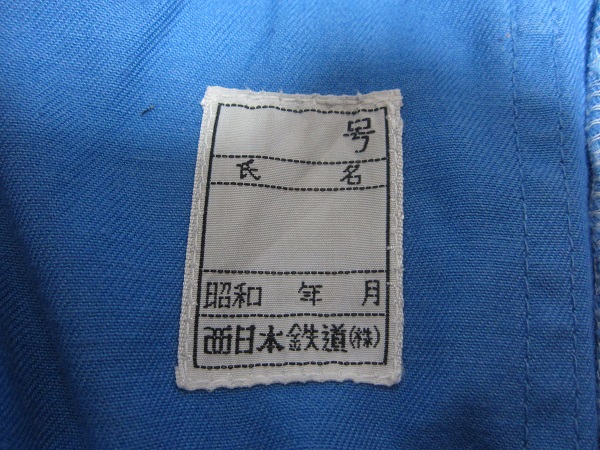 号
氏 名
昭和 年 月
西日本鉄道(株)